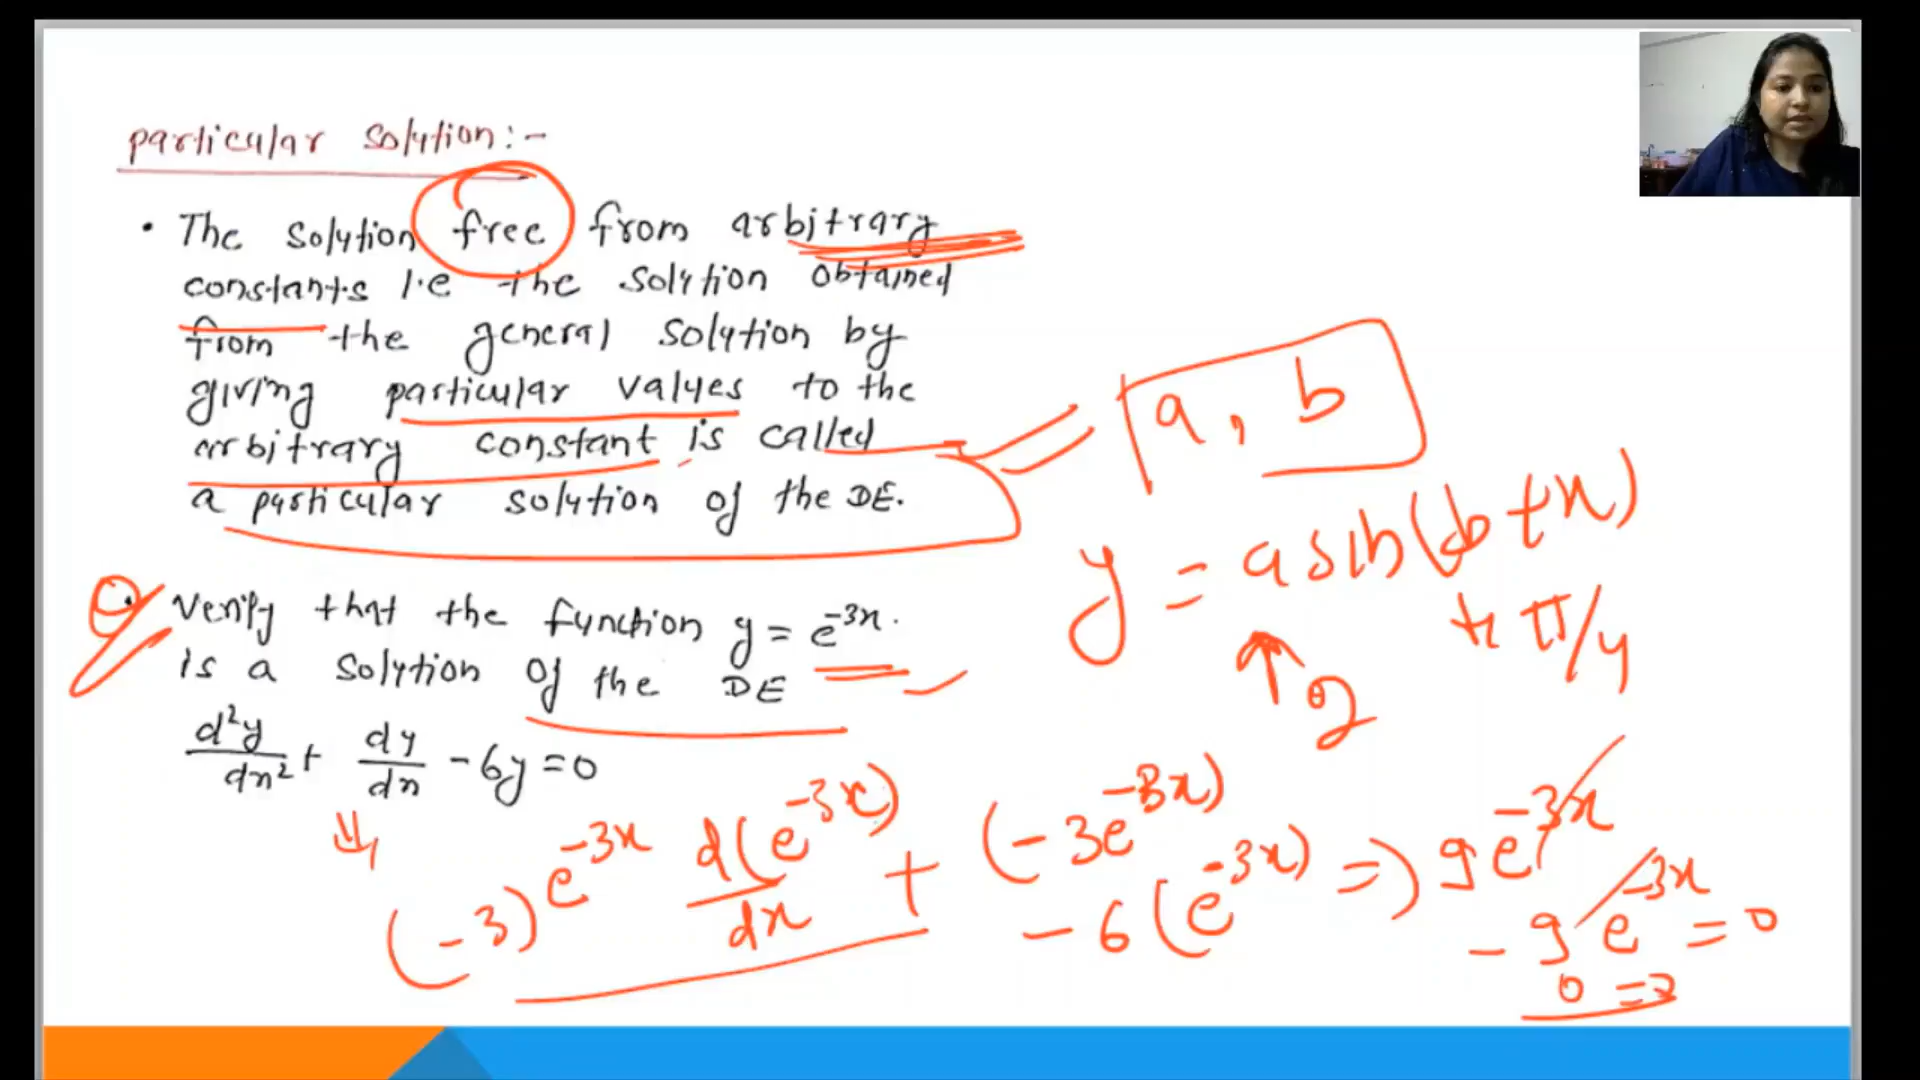 particular solution:-
• The solution free from arbitrary
constants i.e the solution obtained
from the general solution by
giving particular values to the
arbitrary constant is called
a particular solution of the DE.
a, b
y = a sin(b+x)
π/4
2
Verify that the function y = e^-3x.
is a solution of the DE
d²y/dx² + dy/dx - 6y = 0
(-3) e^-3x d(e^-3x)/dx + (-3e^-3x)
- 6(e^-3x) => 9e^-3x
- 9e^-3x = 0
0 =